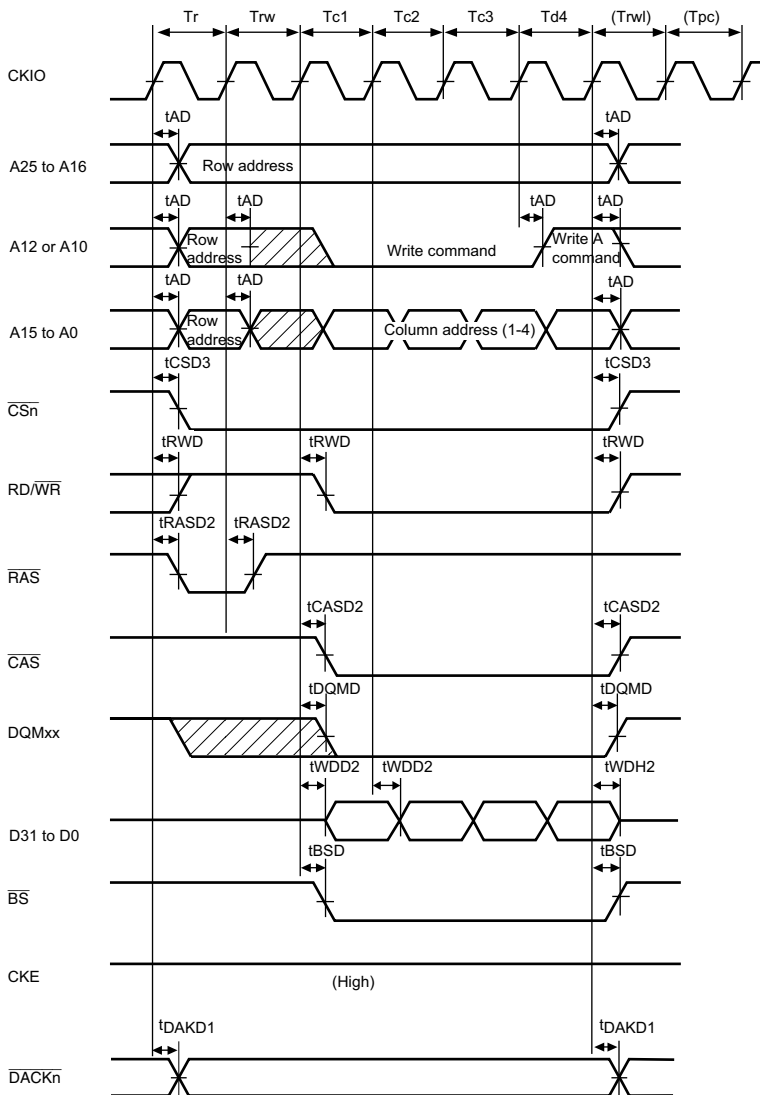 Tr Trw Tc1 Tc2 Tc3 Td4 (Trwl) (Tpc)
CKIO
tAD tAD
A25 to A16 Row address
tAD tAD tAD tAD
A12 or A10 Row address Write command Write A command
tAD tAD tAD
A15 to A0 Row address Column address (1-4)
tCSD3 tCSD3
CSn
tRWD tRWD tRWD
RD/WR
tRASD2 tRASD2
RAS
tCASD2 tCASD2
CAS
tDQMD tDQMD
DQMxx
tWDD2 tWDD2 tWDH2
D31 to D0
tBSD tBSD
BS
CKE (High)
tDAKD1 tDAKD1
DACKn